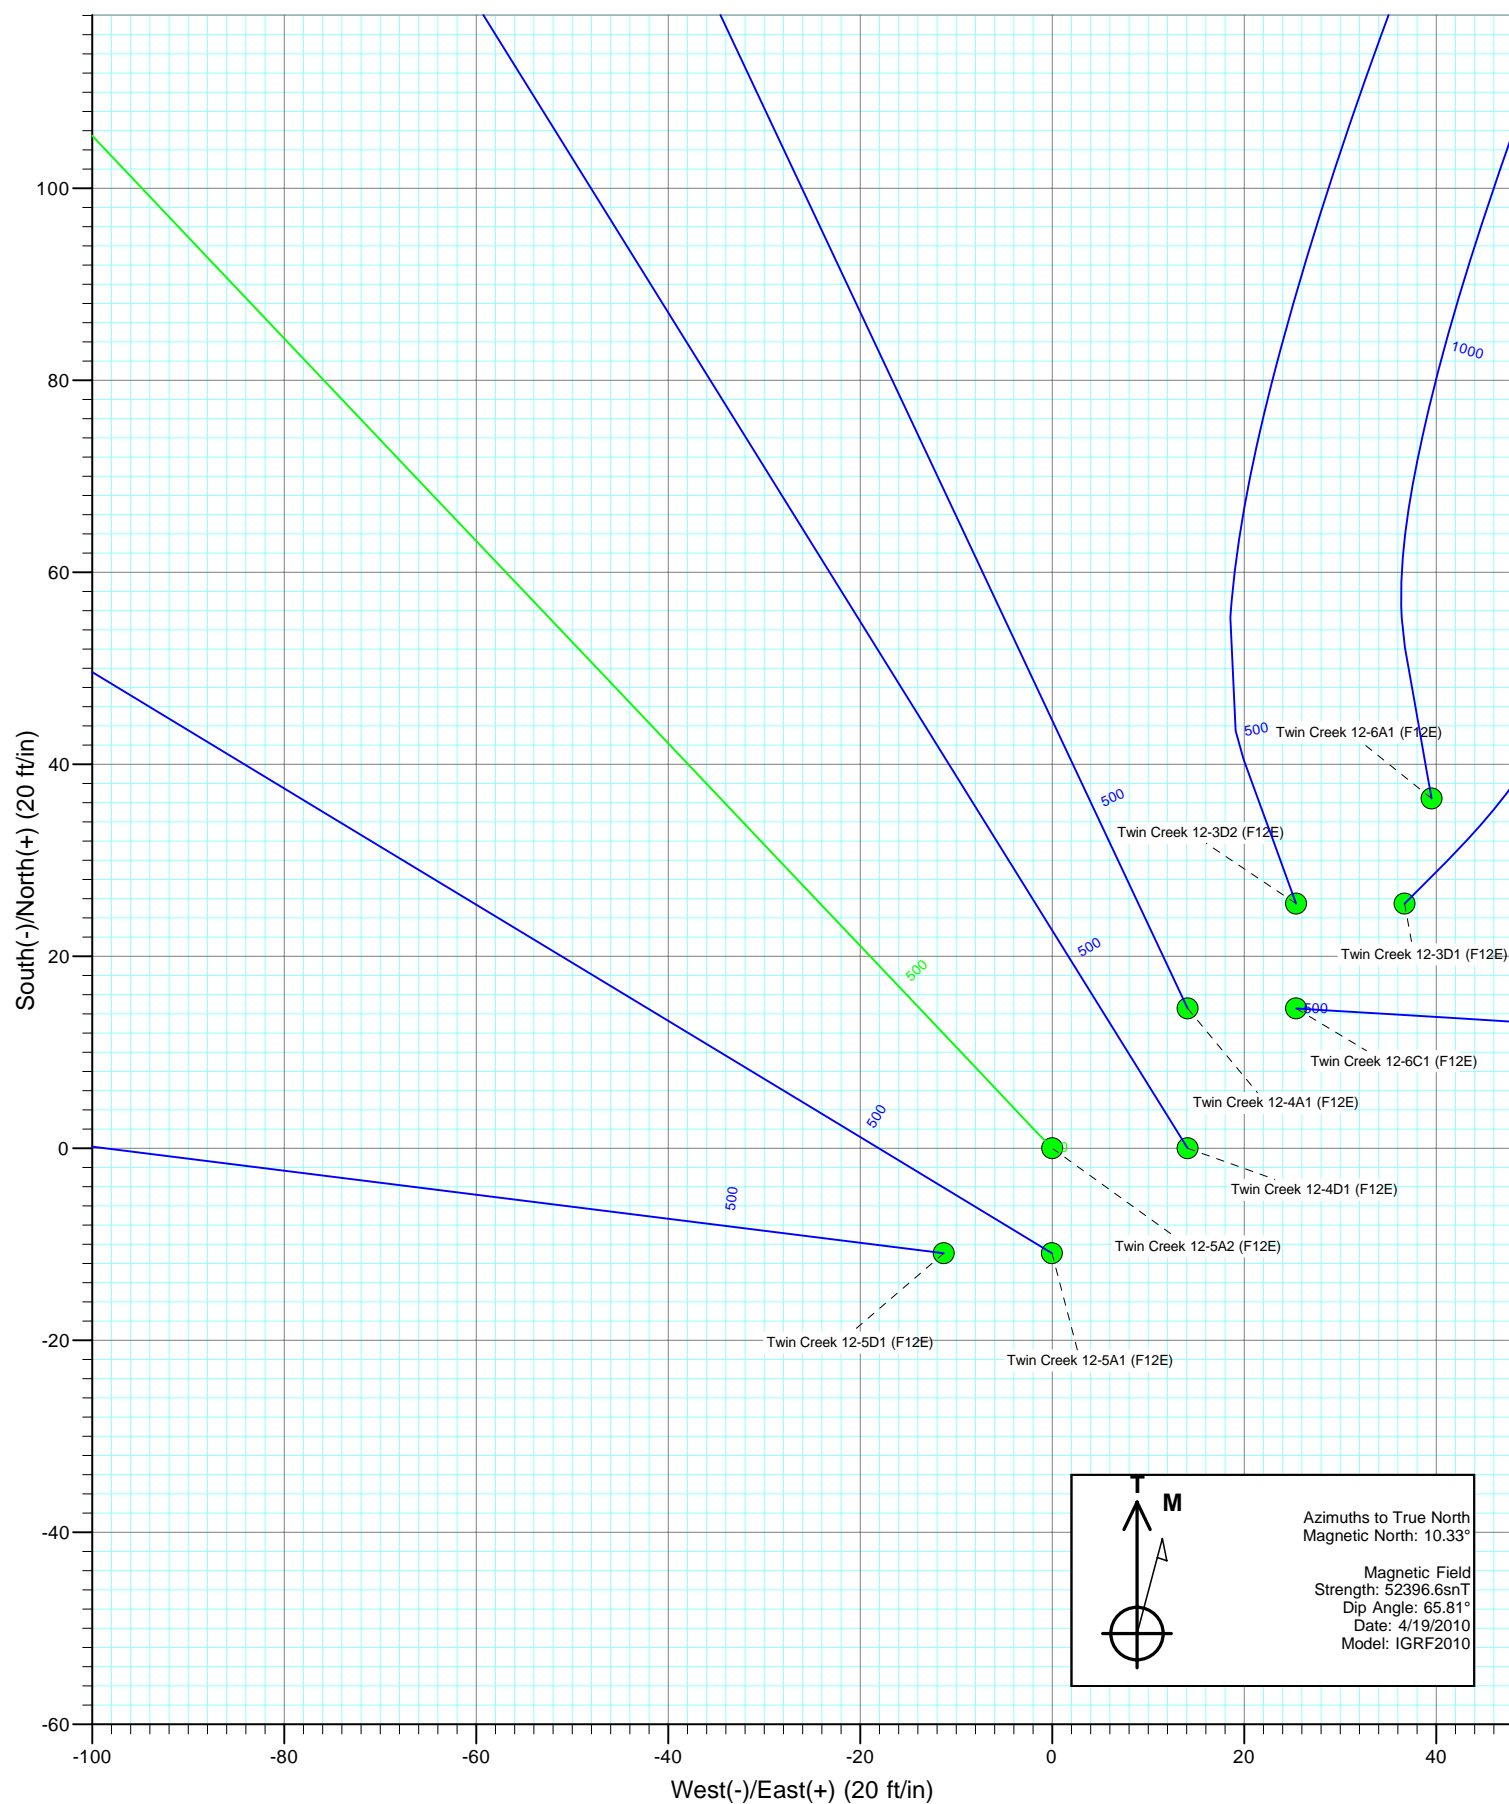 100
80
60
40
20
0
-20
-40
-60
-100
-80
-60
-40
-20
0
20
40
South(-)/North(+) (20 ft/in)
West(-)/East(+) (20 ft/in)
1000
500
Twin Creek 12-6A1 (F12E)
500
Twin Creek 12-3D2 (F12E)
Twin Creek 12-3D1 (F12E)
500
500
500
Twin Creek 12-6C1 (F12E)
Twin Creek 12-4A1 (F12E)
500
0
Twin Creek 12-4D1 (F12E)
500
Twin Creek 12-5A2 (F12E)
Twin Creek 12-5D1 (F12E)
Twin Creek 12-5A1 (F12E)
T
M
Azimuths to True North
Magnetic North: 10.33°
Magnetic Field
Strength: 52396.6snT
Dip Angle: 65.81°
Date: 4/19/2010
Model: IGRF2010